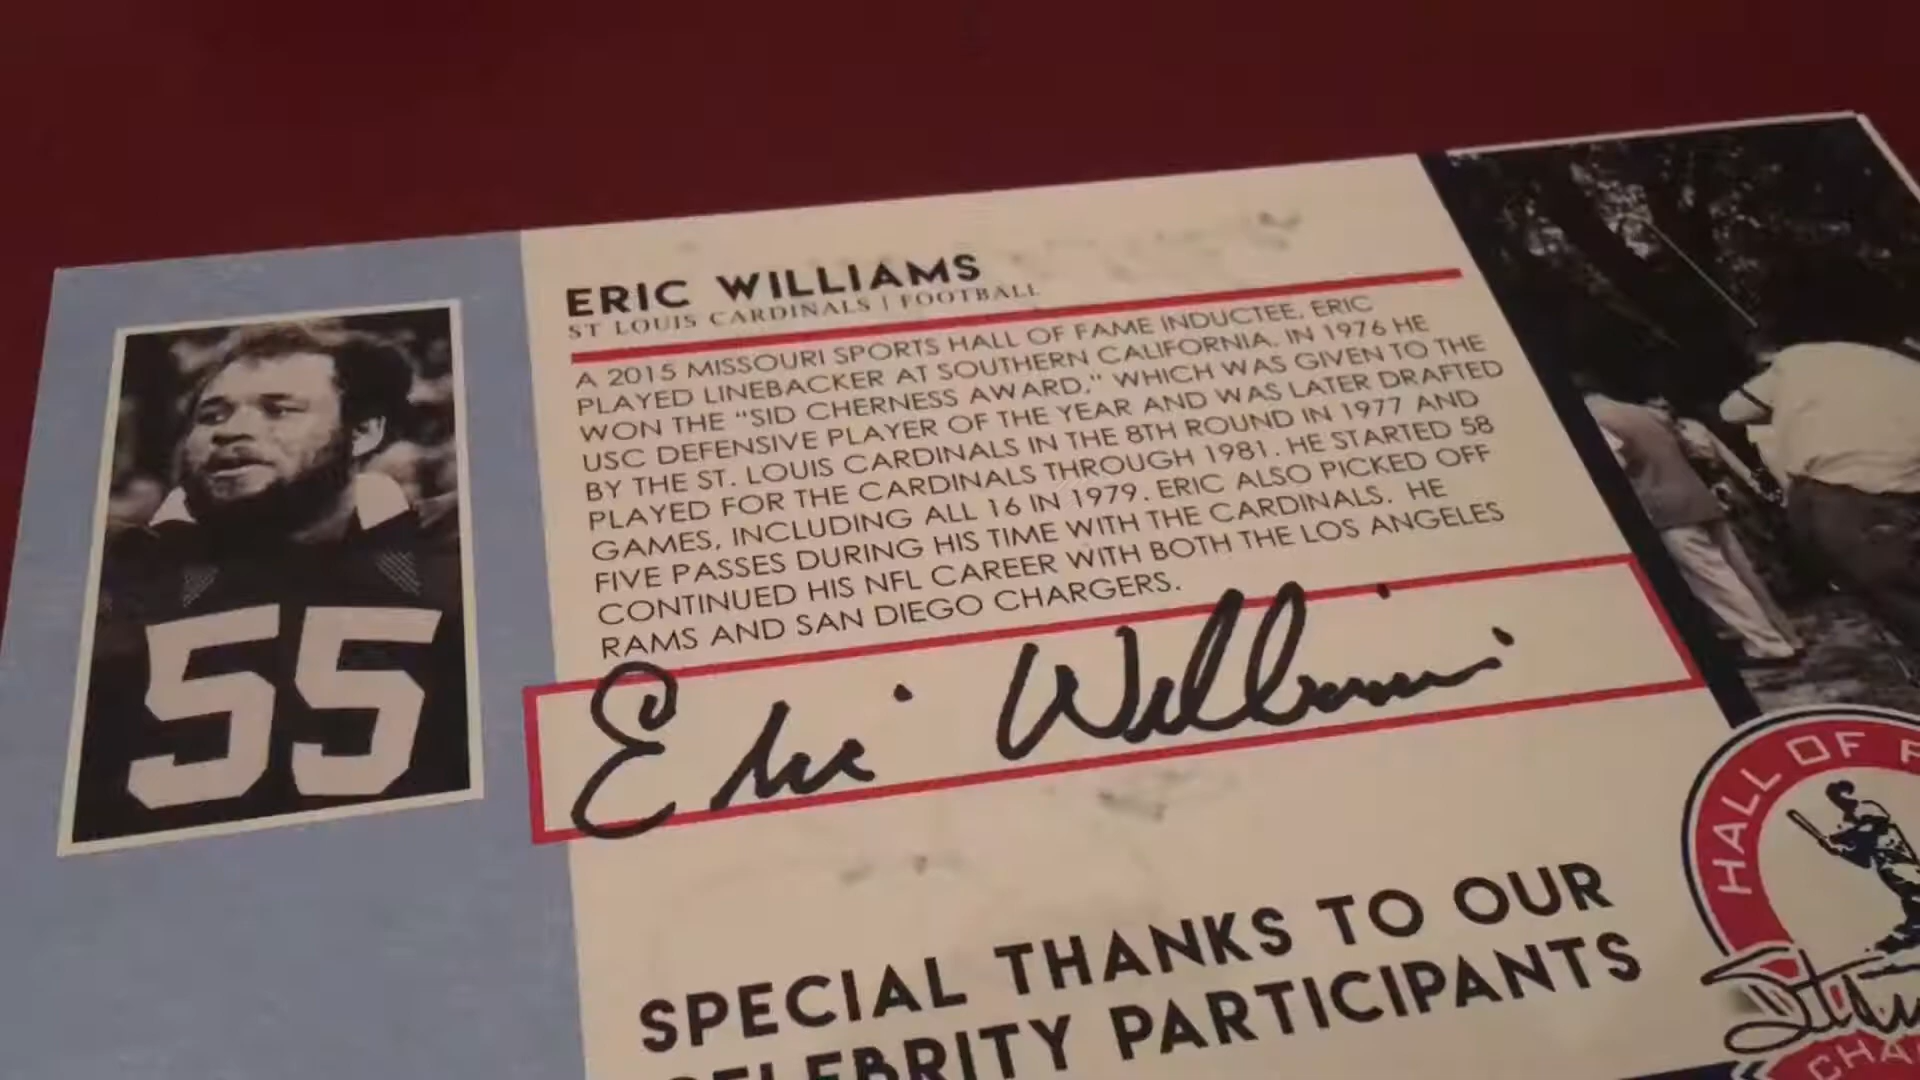 ERIC WILLIAMS
ST LOUIS CARDINALS | FOOTBALL
A 2015 MISSOURI SPORTS HALL OF FAME INDUCTEE, ERIC
PLAYED LINEBACKER AT SOUTHERN CALIFORNIA. IN 1976 HE
WON THE "SID CHERNESS AWARD," WHICH WAS GIVEN TO THE
USC DEFENSIVE PLAYER OF THE YEAR AND WAS LATER DRAFTED
BY THE ST. LOUIS CARDINALS IN THE 8TH ROUND IN 1977 AND
PLAYED FOR THE CARDINALS THROUGH 1981. HE STARTED 58
GAMES, INCLUDING ALL 16 IN 1979. ERIC ALSO PICKED OFF
FIVE PASSES DURING HIS TIME WITH THE CARDINALS. HE
CONTINUED HIS NFL CAREER WITH BOTH THE LOS ANGELES
RAMS AND SAN DIEGO CHARGERS.
55
Eric Williams
SPECIAL THANKS TO OUR
CELEBRITY PARTICIPANTS
HALL OF F
Stan
CHA